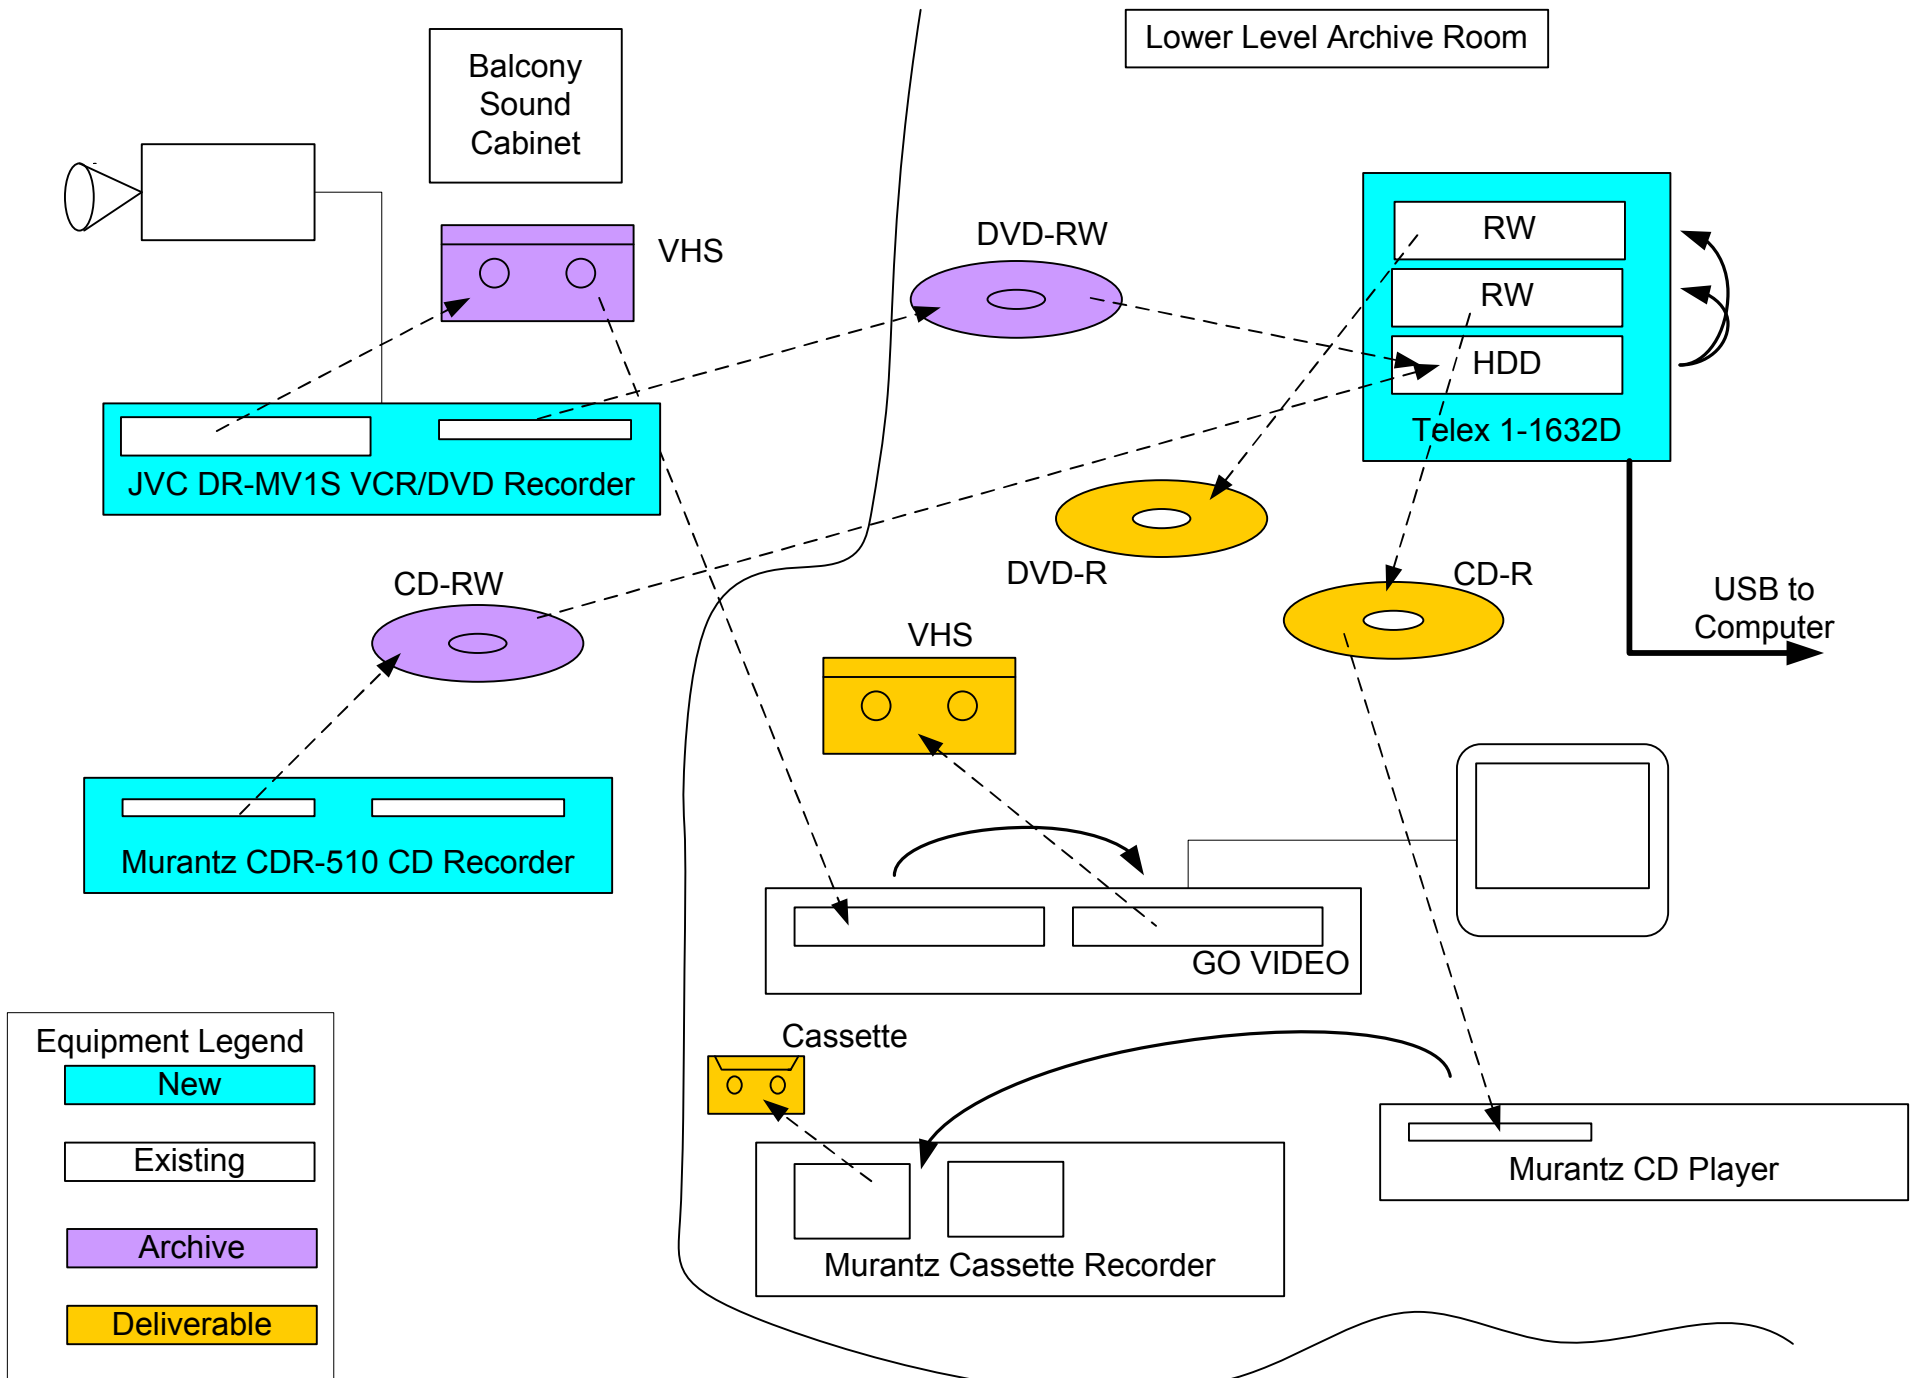 Lower Level Archive Room
Balcony
Sound
Cabinet
VHS
DVD-RW
RW
RW
HDD
Telex 1-1632D
JVC DR-MV1S VCR/DVD Recorder
DVD-R
CD-R
CD-RW
USB to
Computer
VHS
Murantz CDR-510 CD Recorder
GO VIDEO
Cassette
Murantz CD Player
Murantz Cassette Recorder
Equipment Legend
New
Existing
Archive
Deliverable